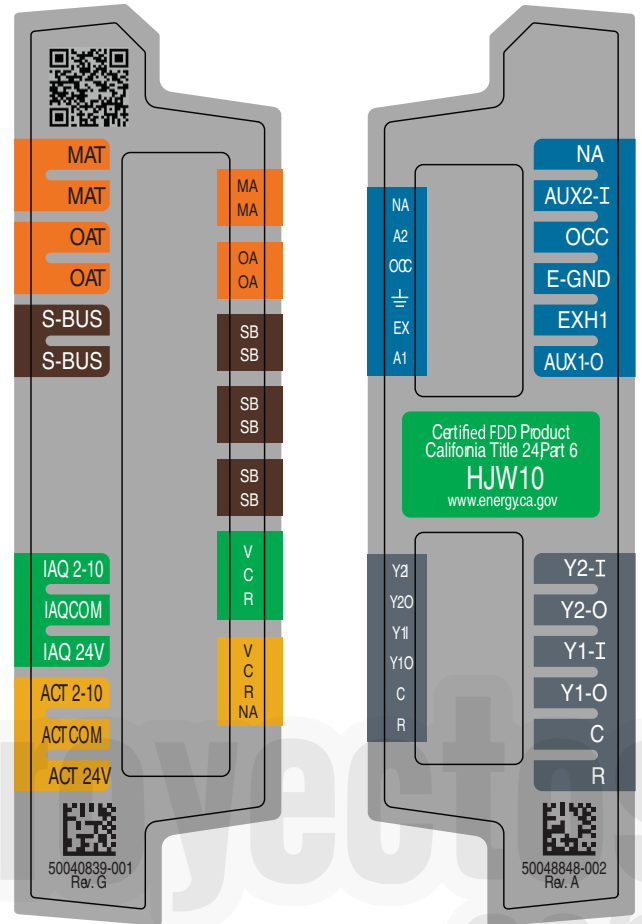 MAT
MAT
OAT
OAT
S-BUS
S-BUS
IAQ 2-10
IAQCOM
IAQ 24V
ACT 2-10
ACTCOM
ACT 24V
50040839-001
Rev. G
MA
MA
OA
OA
SB
SB
SB
SB
SB
SB
V
C
R
V
C
R
NA
NA
A2
OCC
EX
A1
NA
AUX2-I
OCC
E-GND
EXH1
AUX1-O
Certified FDD Product
California Title 24Part 6
HJW10
www.energy.ca.gov
Y2I
Y2O
Y1I
Y1O
C
R
Y2-I
Y2-O
Y1-I
Y1-O
C
R
50048848-002
Rev. A
royectos